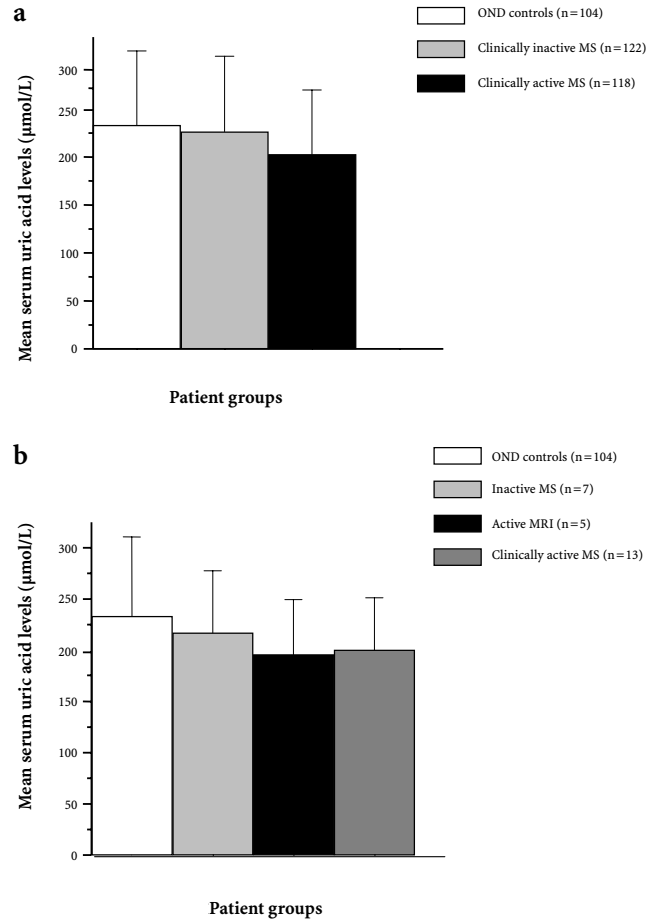 a
OND controls (n=104)
Clinically inactive MS (n=122)
Clinically active MS (n=118)
Mean serum uric acid levels (μmol/L)
300
250
200
150
100
50
0
Patient groups
b
OND controls (n=104)
Inactive MS (n=7)
Active MRI (n=5)
Clinically active MS (n=13)
Mean serum uric acid levels (μmol/L)
300
250
200
150
100
50
0
Patient groups